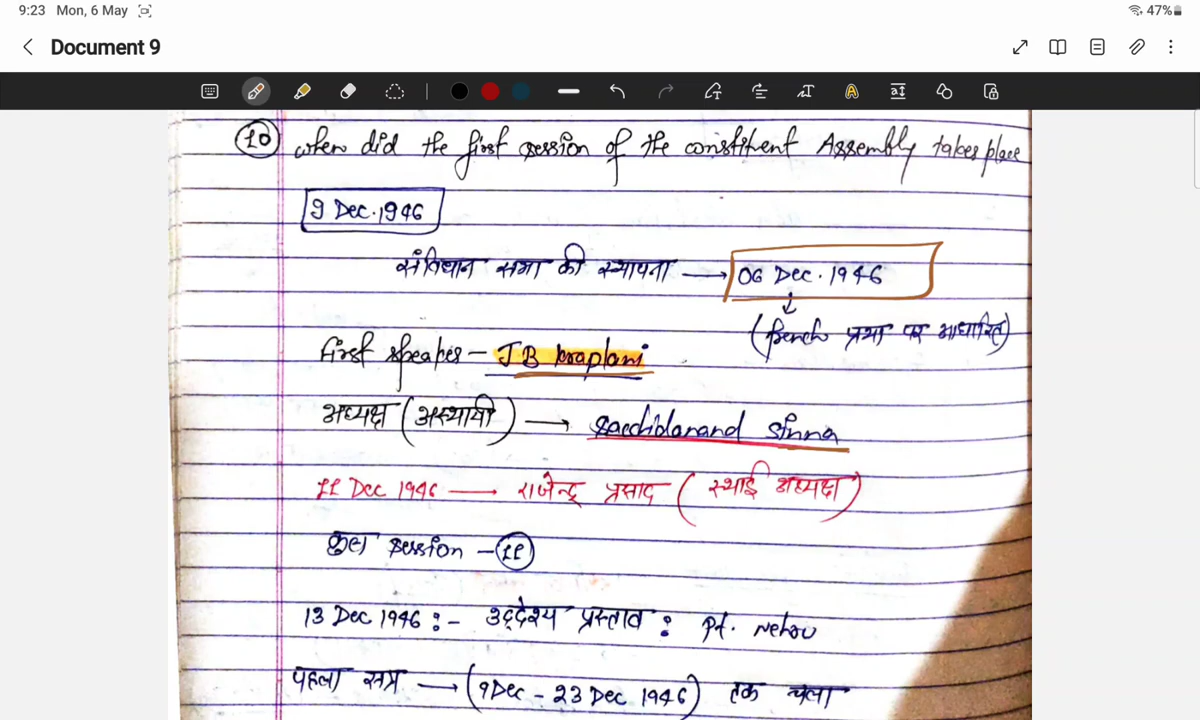 9:23 Mon, 6 May 47%
Document 9
10 when did the first session of the constituent Assembly takes place
9 Dec.1946
संविधान सभा की स्थापना → 06 Dec.1946
(french प्रथा पर आधारित)
first speaker - JB kraplani
अध्यक्ष (अस्थायी) → Sacchidanand Sinna
11 Dec 1946 → राजेन्द्र प्रसाद (स्थाई अध्यक्ष)
कुल session - 11
13 Dec 1946 :- उद्देश्य प्रस्ताव : Pt. Nehru
पहला सत्र → (9Dec - 23 Dec 1946) तक चला